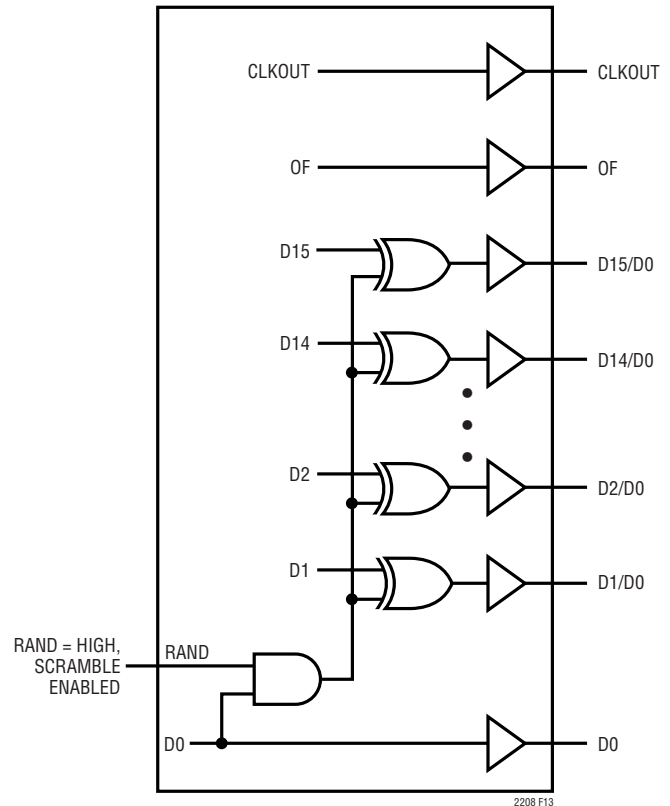 CLKOUT
CLKOUT
OF
OF
D15
D15/D0
D14
D14/D0
D2
D2/D0
D1
D1/D0
RAND = HIGH,
SCRAMBLE
ENABLED
RAND
D0
D0
2208 F13